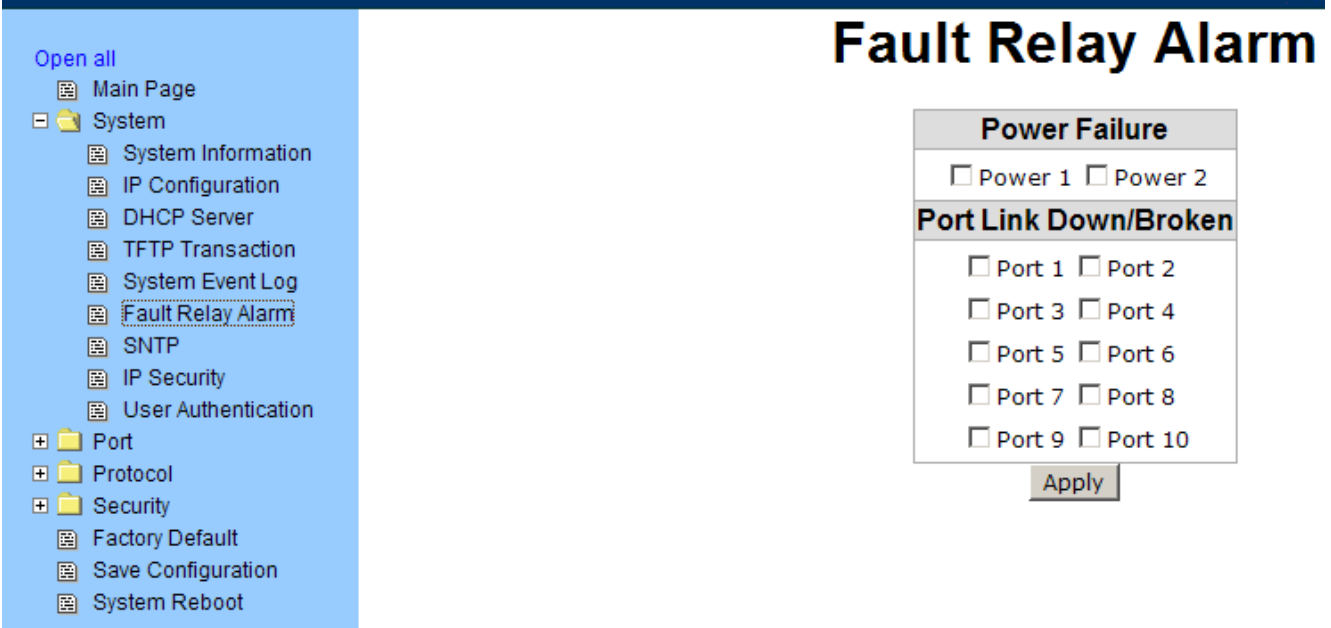 Open all
Main Page
System
System Information
IP Configuration
DHCP Server
TFTP Transaction
System Event Log
Fault Relay Alarm
SNTP
IP Security
User Authentication
Port
Protocol
Security
Factory Default
Save Configuration
System Reboot
Fault Relay Alarm
Power Failure
Power 1 Power 2
Port Link Down/Broken
Port 1 Port 2
Port 3 Port 4
Port 5 Port 6
Port 7 Port 8
Port 9 Port 10
Apply